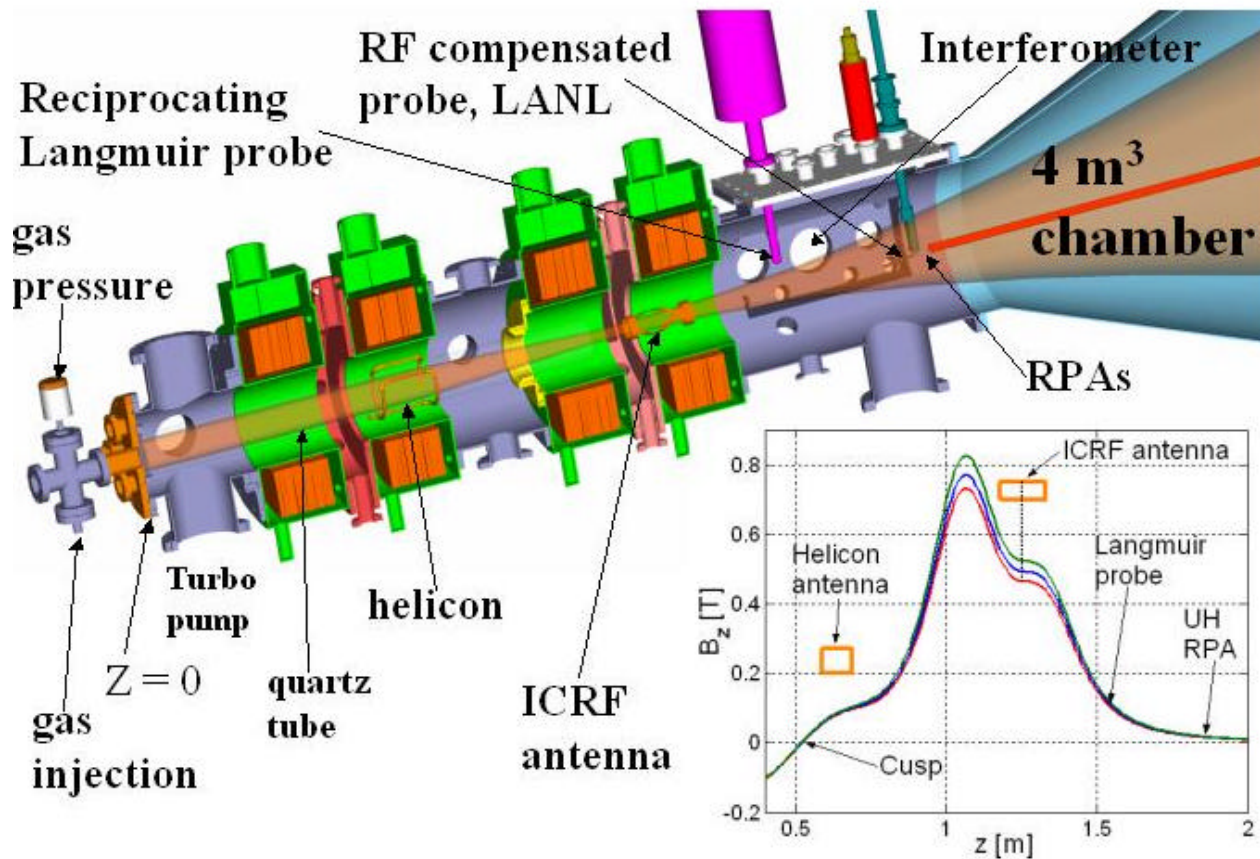 RF compensated
probe, LANL
Interferometer
Reciprocating
Langmuir probe
4 m³
chamber
gas
pressure
RPAs
helicon
Turbo
pump
Z = 0
quartz
tube
ICRF
antenna
gas
injection
ICRF antenna
Helicon
antenna
Langmuir
probe
UH
RPA
Cusp
B_z [T]
0.8
0.6
0.4
0.2
0
-0.2
0.5
1
1.5
2
z [m]